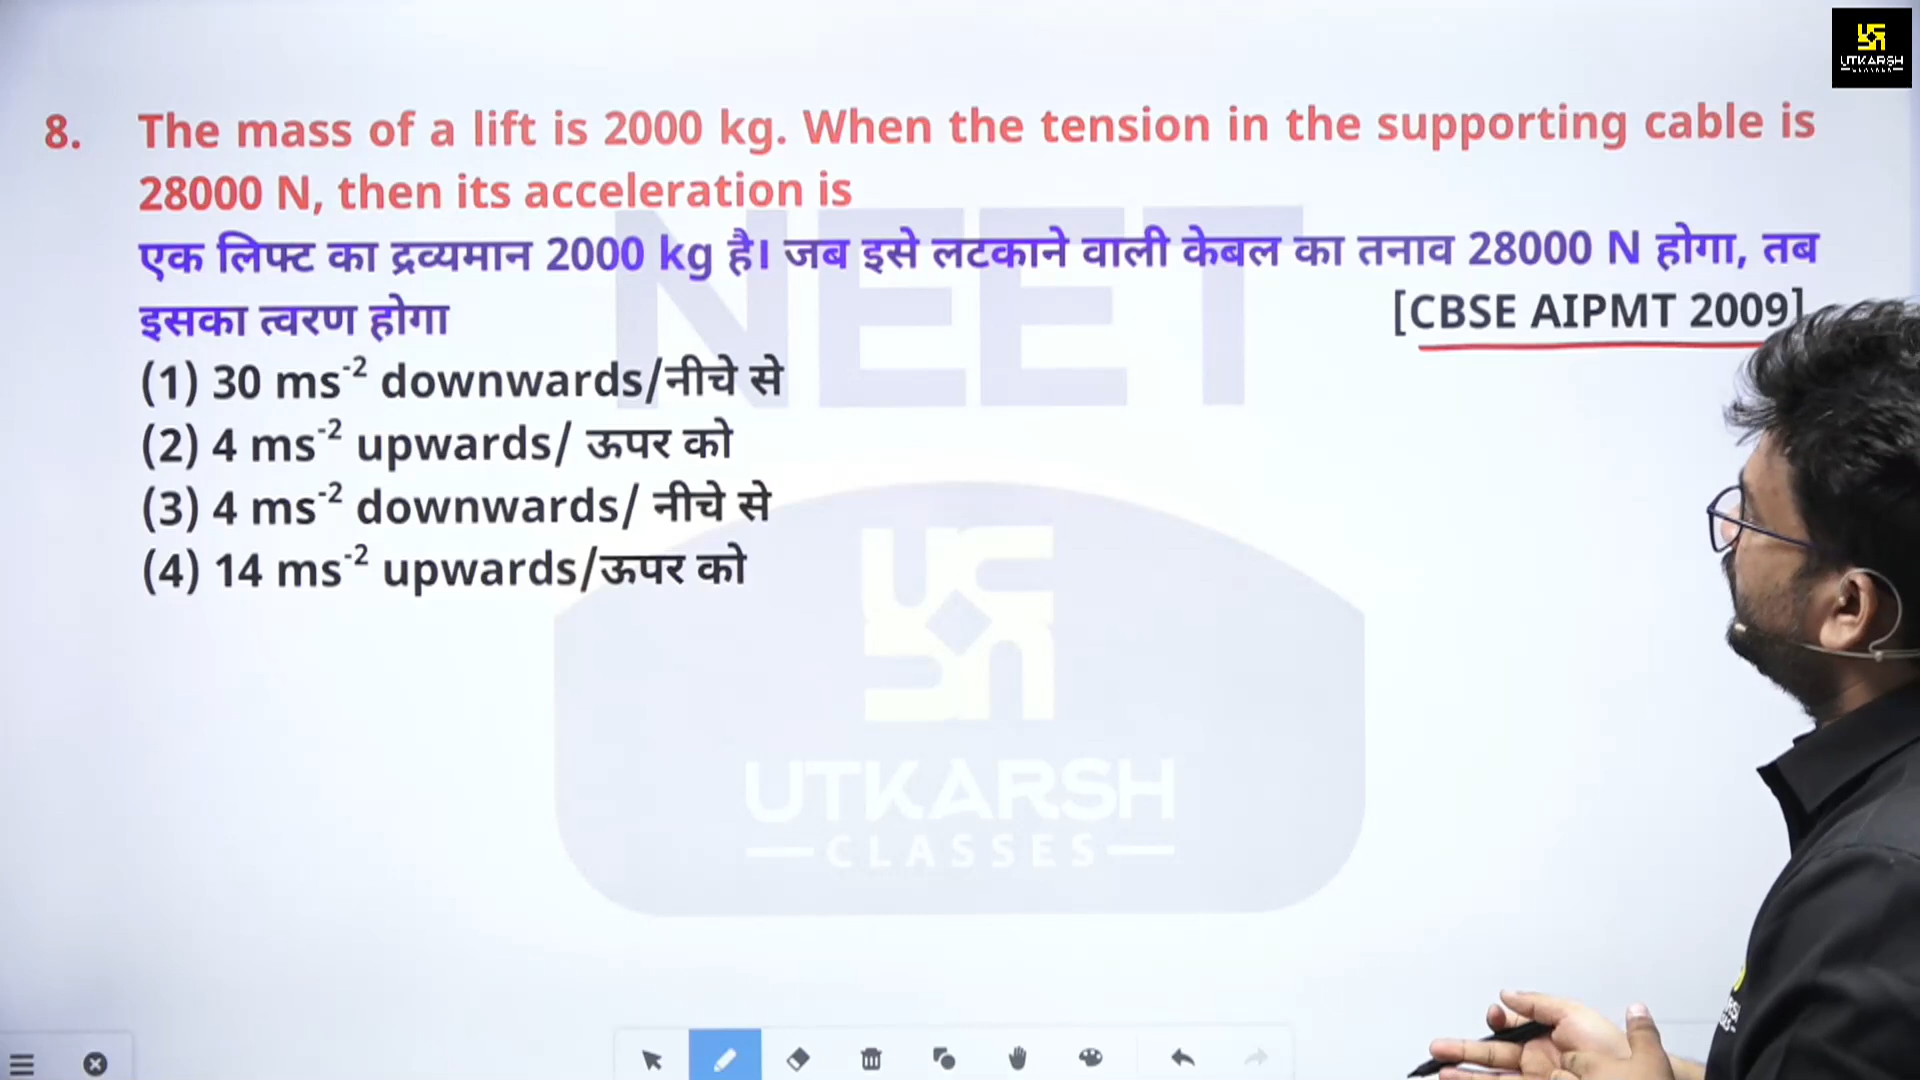 UTKARSH
CLASSES
8. The mass of a lift is 2000 kg. When the tension in the supporting cable is
28000 N, then its acceleration is
एक लिफ्ट का द्रव्यमान 2000 kg है। जब इसे लटकाने वाली केबल का तनाव 28000 N होगा, तब
इसका त्वरण होगा [CBSE AIPMT 2009]
(1) 30 ms⁻² downwards/नीचे से
(2) 4 ms⁻² upwards/ ऊपर को
(3) 4 ms⁻² downwards/ नीचे से
(4) 14 ms⁻² upwards/ऊपर को
NEET
UTKARSH
CLASSES